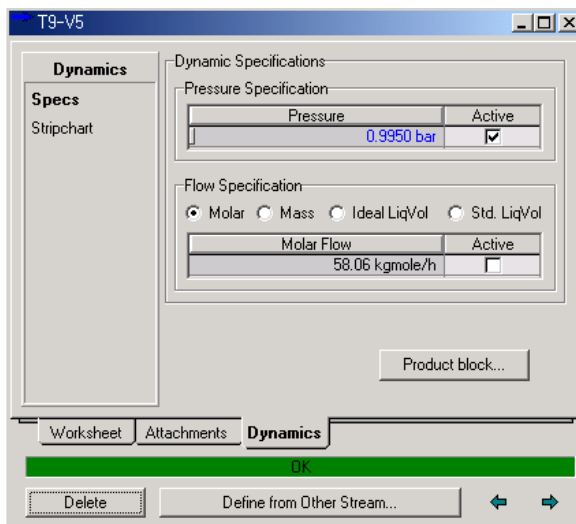 T9-V5
Dynamics
Specs
Stripchart
Dynamic Specifications
Pressure Specification
Pressure Active
0.9950 bar
Flow Specification
Molar Mass Ideal LiqVol Std. LiqVol
Molar Flow Active
58.06 kgmole/h
Product block...
Worksheet Attachments Dynamics
OK
Delete Define from Other Stream...